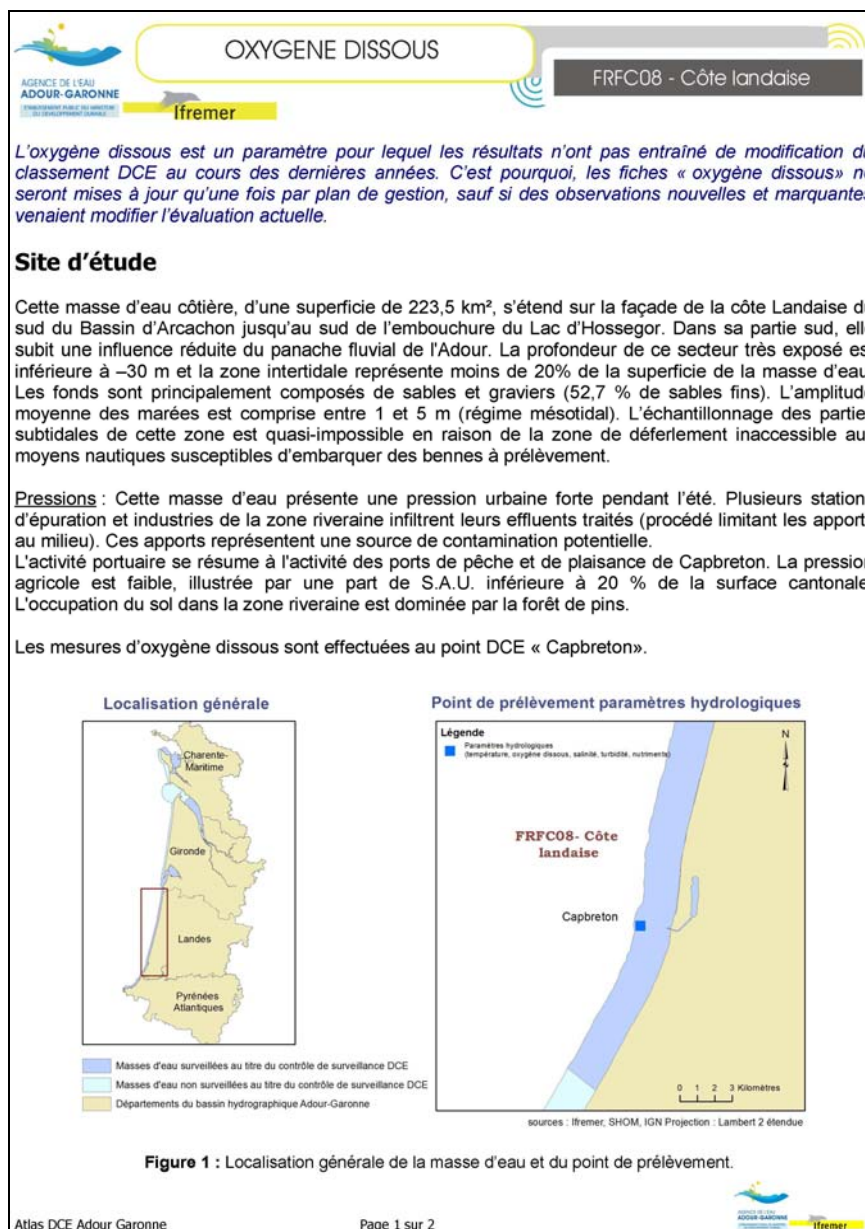 OXYGENE DISSOUS
FRFC08 - Côte landaise
AGENCE DE L'EAU
ADOUR-GARONNE
ETABLISSEMENT PUBLIC DU MINISTERE
DU DEVELOPPEMENT DURABLE
Ifremer
L'oxygène dissous est un paramètre pour lequel les résultats n'ont pas entraîné de modification d
classement DCE au cours des dernières années. C'est pourquoi, les fiches « oxygène dissous» n
seront mises à jour qu'une fois par plan de gestion, sauf si des observations nouvelles et marquante
venaient modifier l'évaluation actuelle.
Site d'étude
Cette masse d'eau côtière, d'une superficie de 223,5 km², s'étend sur la façade de la côte Landaise d
sud du Bassin d'Arcachon jusqu'au sud de l'embouchure du Lac d'Hossegor. Dans sa partie sud, ell
subit une influence réduite du panache fluvial de l'Adour. La profondeur de ce secteur très exposé es
inférieure à –30 m et la zone intertidale représente moins de 20% de la superficie de la masse d'eau
Les fonds sont principalement composés de sables et graviers (52,7 % de sables fins). L'amplitud
moyenne des marées est comprise entre 1 et 5 m (régime mésotidal). L'échantillonnage des partie
subtidales de cette zone est quasi-impossible en raison de la zone de déferlement inaccessible au
moyens nautiques susceptibles d'embarquer des bennes à prélèvement.
Pressions : Cette masse d'eau présente une pression urbaine forte pendant l'été. Plusieurs station
d'épuration et industries de la zone riveraine infiltrent leurs effluents traités (procédé limitant les apport
au milieu). Ces apports représentent une source de contamination potentielle.
L'activité portuaire se résume à l'activité des ports de pêche et de plaisance de Capbreton. La pression
agricole est faible, illustrée par une part de S.A.U. inférieure à 20 % de la surface cantonale
L'occupation du sol dans la zone riveraine est dominée par la forêt de pins.
Les mesures d'oxygène dissous sont effectuées au point DCE « Capbreton».
Localisation générale
Charente-
Maritime
Gironde
Landes
Pyrénées
Atlantiques
Masses d'eau surveillées au titre du contrôle de surveillance DCE
Masses d'eau non surveillées au titre du contrôle de surveillance DCE
Départements du bassin hydrographique Adour-Garonne
Point de prélèvement paramètres hydrologiques
Légende
Paramètres hydrologiques
(température, oxygène dissous, salinité, turbidité, nutriments)
N
FRFC08- Côte
landaise
Capbreton
0 1 2 3 Kilomètres
sources : Ifremer, SHOM, IGN Projection : Lambert 2 étendue
Figure 1 : Localisation générale de la masse d'eau et du point de prélèvement.
Atlas DCE Adour Garonne
Page 1 sur 2
AGENCE DE L'EAU
ADOUR-GARONNE
Ifremer